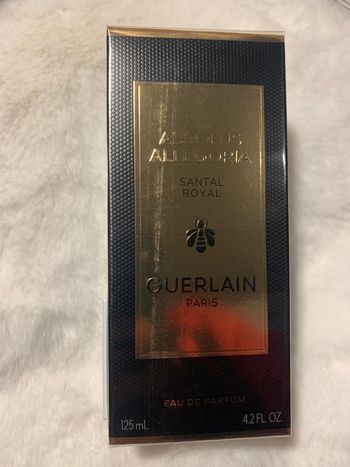 ABSOLUS
ALLEGORIA
SANTAL
ROYAL
GUERLAIN
PARIS
EAU DE PARFUM
125 mL 4.2 FL. OZ.